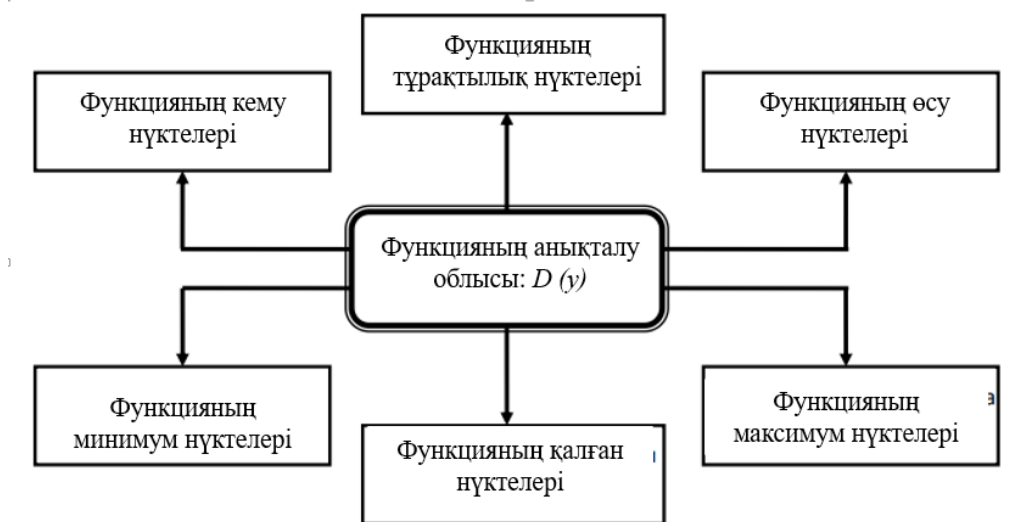 Функцияның
тұрақтылық нүктелері
Функцияның кему
нүктелері
Функцияның өсу
нүктелері
Функцияның анықталу
облысы: D (y)
Функцияның
минимум нүктелері
Функцияның қалған
нүктелері
Функцияның
максимум нүктелері